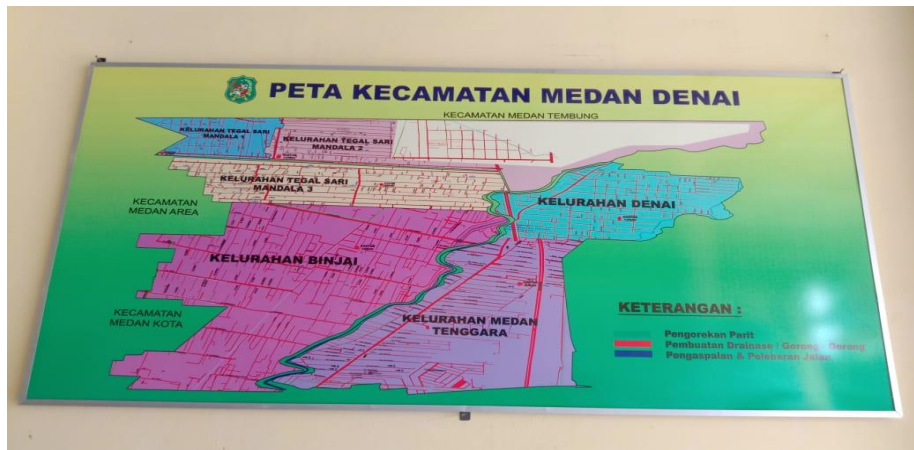 PETA KECAMATAN MEDAN DENAI
KECAMATAN MEDAN TEMBUNG
KELURAHAN TEGAL SARI
MANDALA 1
KELURAHAN TEGAL SARI
MANDALA 2
KELURAHAN TEGAL SARI
MANDALA 3
KECAMATAN
MEDAN AREA
KELURAHAN DENAI
KELURAHAN BINJAI
KECAMATAN
MEDAN KOTA
KELURAHAN MEDAN
TENGGARA
KETERANGAN :
Pengorekan Parit
Pembuatan Drainase / Gorong - Gorong
Pengaspalan & Pelebaran Jalan